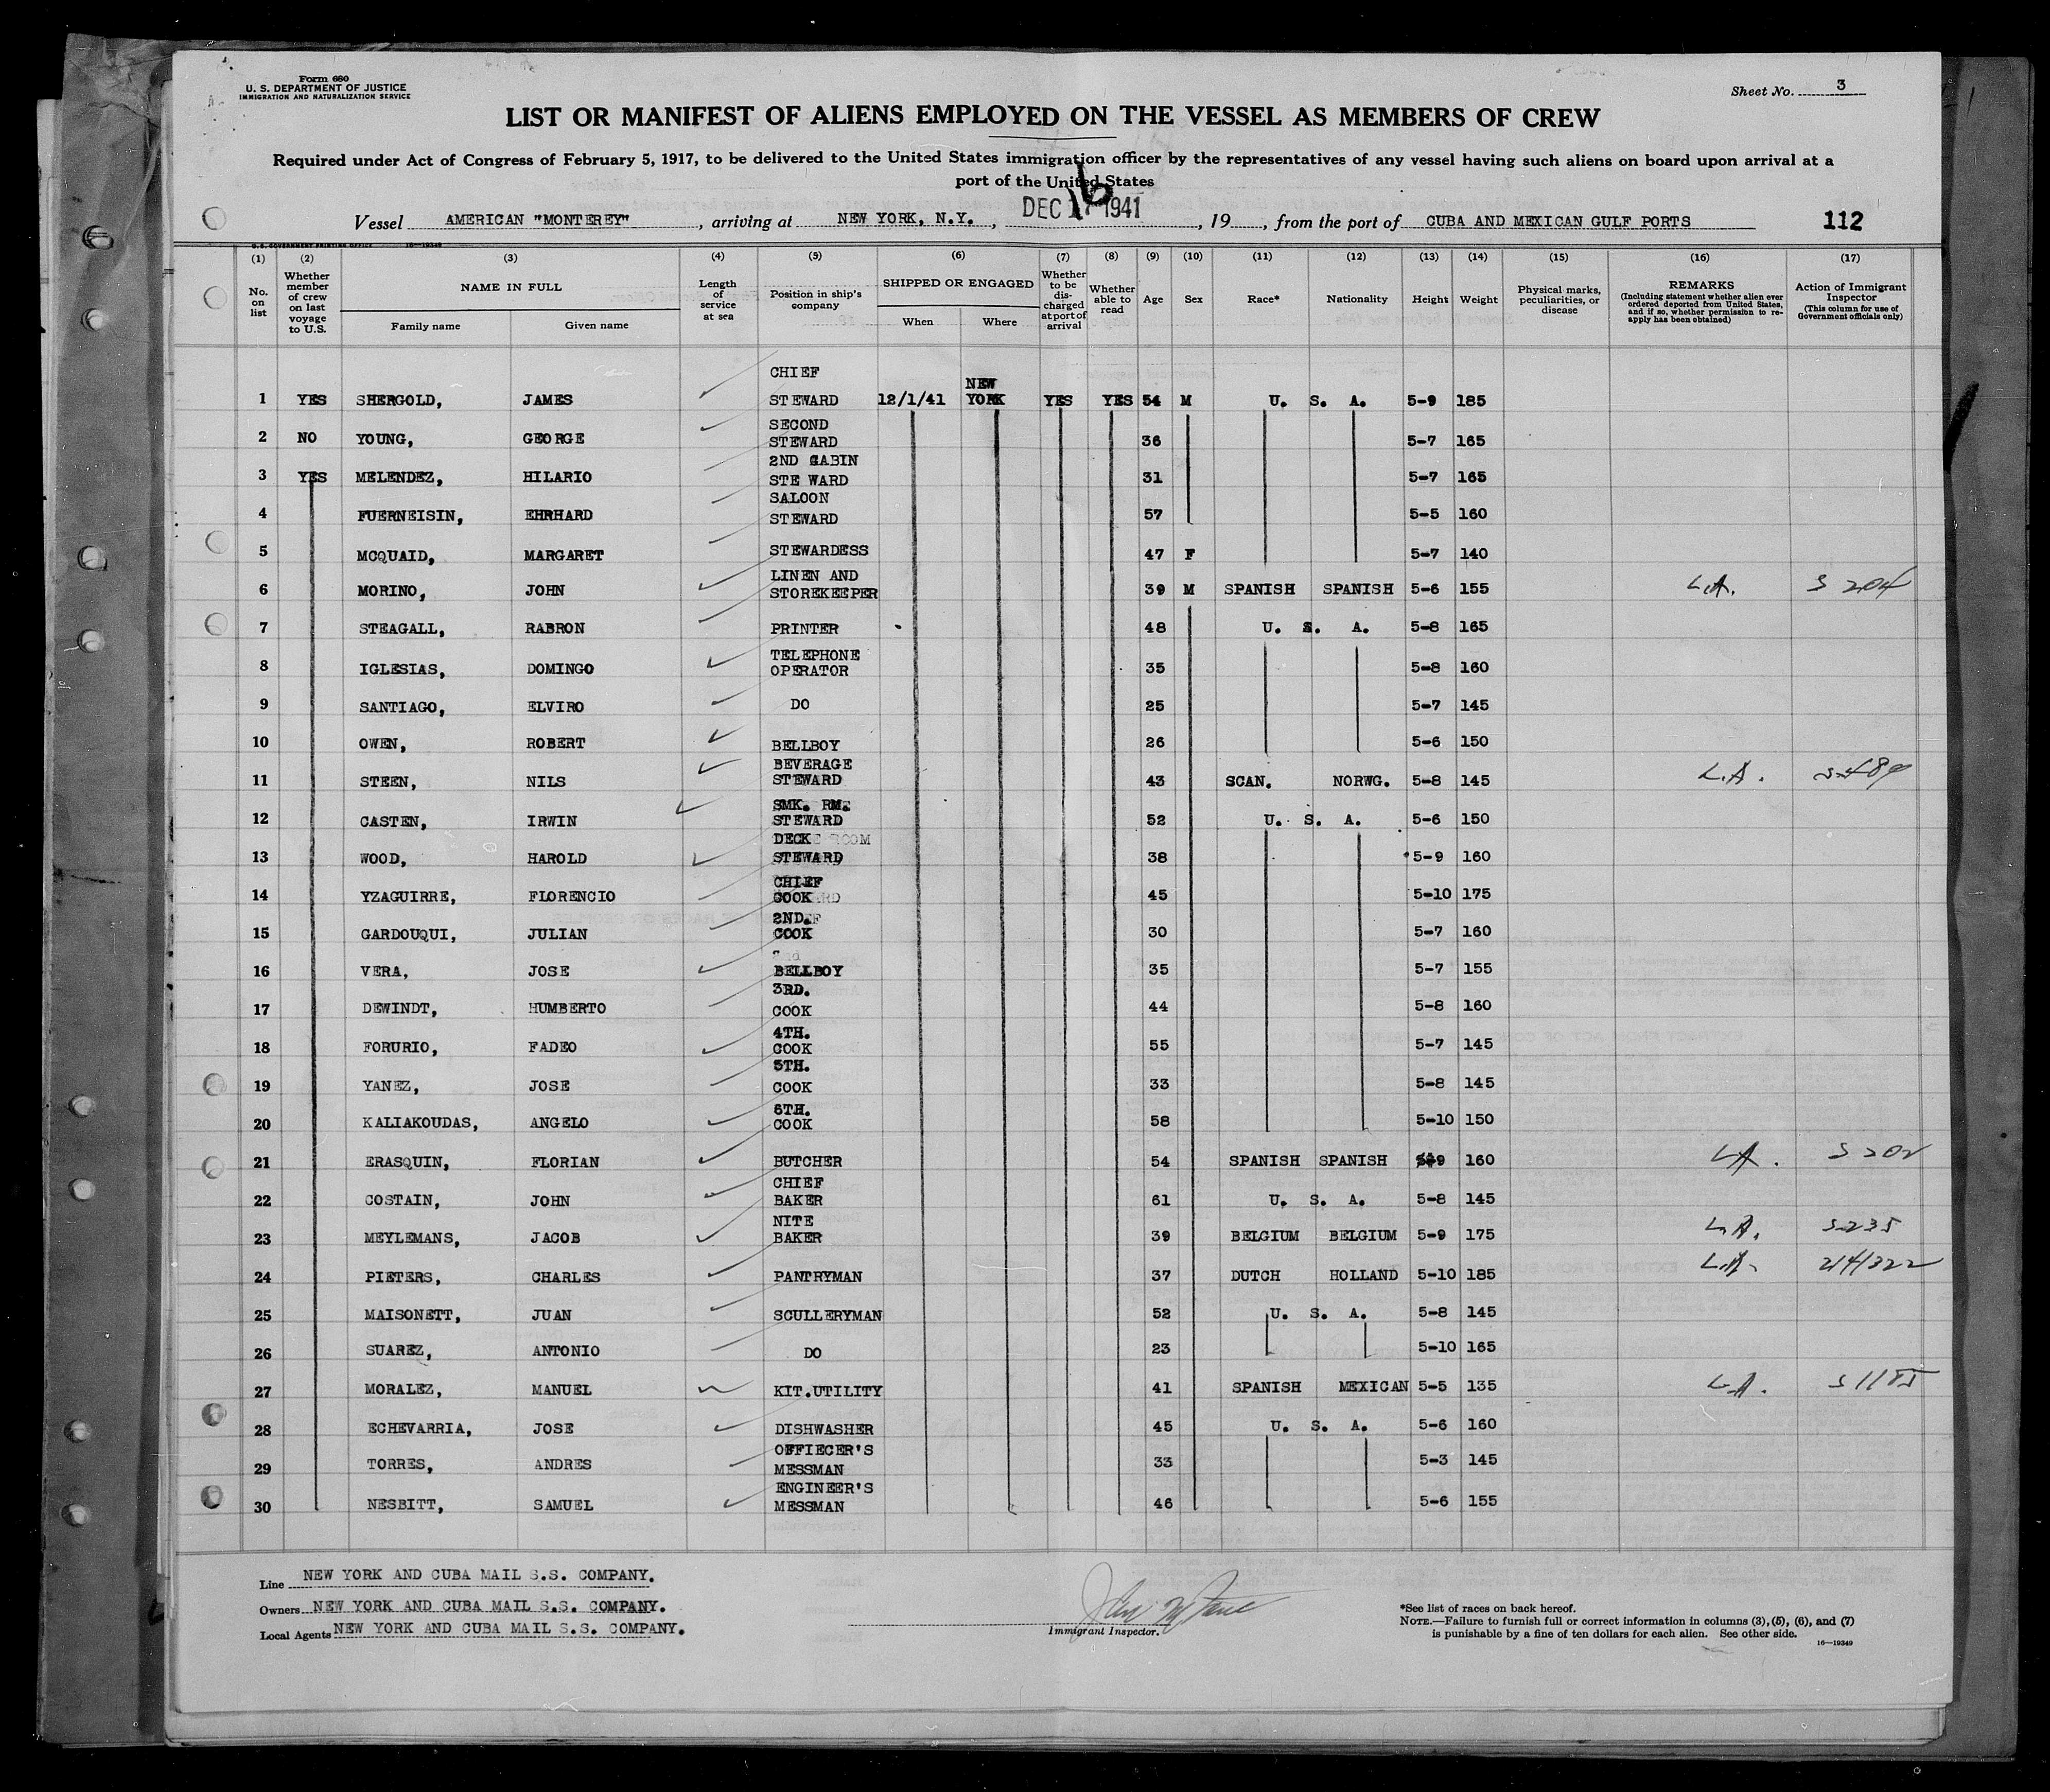 Form 680
U. S. DEPARTMENT OF JUSTICE
IMMIGRATION AND NATURALIZATION SERVICE
Sheet No. 3
LIST OR MANIFEST OF ALIENS EMPLOYED ON THE VESSEL AS MEMBERS OF CREW
Required under Act of Congress of February 5, 1917, to be delivered to the United States immigration officer by the representatives of any vessel having such aliens on board upon arrival at a
port of the United States
Vessel AMERICAN "MONTEREY", arriving at NEW YORK, N.Y., DEC 16 1941, 19, from the port of CUBA AND MEXICAN GULF PORTS 112
U. S. GOVERNMENT PRINTING OFFICE 16—19349
(1) (2) (3) (4) (5) (6) (7) (8) (9) (10) (11) (12) (13) (14) (15) (16) (17)
No. on list
Whether member of crew on last voyage to U.S.
NAME IN FULL
Family name
Given name
Length of service at sea
Position in ship's company
SHIPPED OR ENGAGED
When
Where
Whether to be discharged at port of arrival
Whether able to read
Age
Sex
Race*
Nationality
Height
Weight
Physical marks, peculiarities, or disease
REMARKS
(Including statement whether alien ever ordered deported from United States, and if so, whether permission to reapply has been obtained)
Action of Immigrant Inspector
(This column for use of Government officials only)
1 YES SHERGOLD, JAMES CHIEF STEWARD 12/1/41 NEW YORK YES YES 54 M U. S. A. 5-9 185
2 NO YOUNG, GEORGE SECOND STEWARD 36 5-7 165
3 YES MELENDEZ, HILARIO 2ND CABIN STE WARD 31 5-7 165
4 FUERNEISIN, EHRHARD SALOON STEWARD 57 5-5 160
5 MCQUAID, MARGARET STEWARDESS 47 F 5-7 140
6 MORINO, JOHN LINEN AND STOREKEEPER 39 M SPANISH SPANISH 5-6 155 L.A. S 204
7 STEAGALL, RABRON PRINTER 48 U. S. A. 5-8 165
8 IGLESIAS, DOMINGO TELEPHONE OPERATOR 35 5-8 160
9 SANTIAGO, ELVIRO DO 25 5-7 145
10 OWEN, ROBERT BELLBOY 26 5-6 150
11 STEEN, NILS BEVERAGE STEWARD 43 SCAN. NORWG. 5-8 145 L.A.
12 CASTEN, IRWIN SMK. RM. STEWARD 52 U. S. A. 5-6 150
13 WOOD, HAROLD DECK STEWARD 38 5-9 160
14 YZAGUIRRE, FLORENCIO CHIEF COOK 45 5-10 175
15 GARDOUQUI, JULIAN 2ND. COOK 30 5-7 160
16 VERA, JOSE BELLBOY 35 5-7 155
17 DEWINDT, HUMBERTO 3RD. COOK 44 5-8 160
18 FORURIO, FADEO 4TH. COOK 55 5-7 145
19 YANEZ, JOSE 5TH. COOK 33 5-8 145
20 KALIAKOUDAS, ANGELO 6TH. COOK 58 5-10 150
21 ERASQUIN, FLORIAN BUTCHER 54 SPANISH SPANISH 5-9 160 L.A. S 202
22 COSTAIN, JOHN CHIEF BAKER 61 U. S. A. 5-8 145
23 MEYLEMANS, JACOB NITE BAKER 39 BELGIUM BELGIUM 5-9 175 L.A. S-235
24 PIETERS, CHARLES PANTRYMAN 37 DUTCH HOLLAND 5-10 185 L.A.
25 MAISONETT, JUAN SCULLERYMAN 52 U. S. A. 5-8 145
26 SUAREZ, ANTONIO DO 23 5-10 165
27 MORALEZ, MANUEL KIT.UTILITY 41 SPANISH MEXICAN 5-5 135 L.A.
28 ECHEVARRIA, JOSE DISHWASHER 45 U. S. A. 5-6 160
29 TORRES, ANDRES OFFIECER'S MESSMAN 33 5-3 145
30 NESBITT, SAMUEL ENGINEER'S MESSMAN 46 5-6 155
Line NEW YORK AND CUBA MAIL S.S. COMPANY.
Owners NEW YORK AND CUBA MAIL S.S. COMPANY.
Local Agents NEW YORK AND CUBA MAIL S.S. COMPANY.
Immigrant Inspector.
*See list of races on back hereof.
NOTE.—Failure to furnish full or correct information in columns (3), (5), (6), and (7)
is punishable by a fine of ten dollars for each alien. See other side.
16—19349